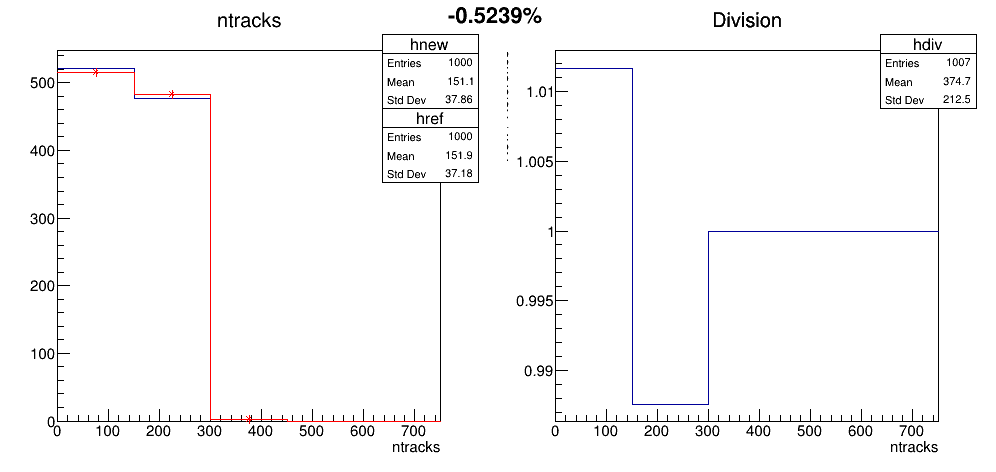 -0.5239%
ntracks
hnew
Entries 1000
Mean 151.1
Std Dev 37.86
href
Entries 1000
Mean 151.9
Std Dev 37.18
500
400
300
200
100
0
0 100 200 300 400 500 600 700
ntracks
Division
hdiv
Entries 1007
Mean 374.7
Std Dev 212.5
1.01
1.005
1
0.995
0.99
0 100 200 300 400 500 600 700
ntracks